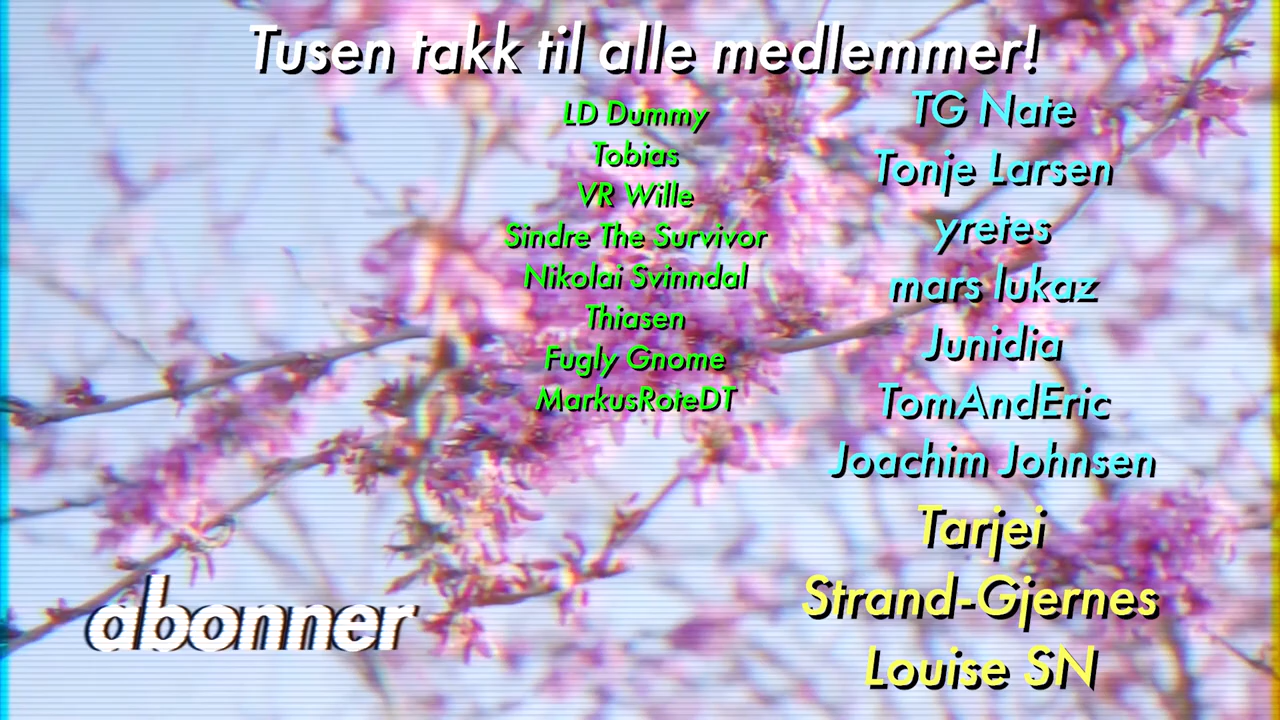 Tusen takk til alle medlemmer!
LD Dummy
Tobias
VR Wille
Sindre The Survivor
Nikolai Svinndal
Thiasen
Fugly Gnome
MarkusRoteDT
TG Nate
Tonje Larsen
yretes
mars lukaz
Junidia
TomAndEric
Joachim Johnsen
Tarjei
Strand-Gjernes
Louise SN
abonner